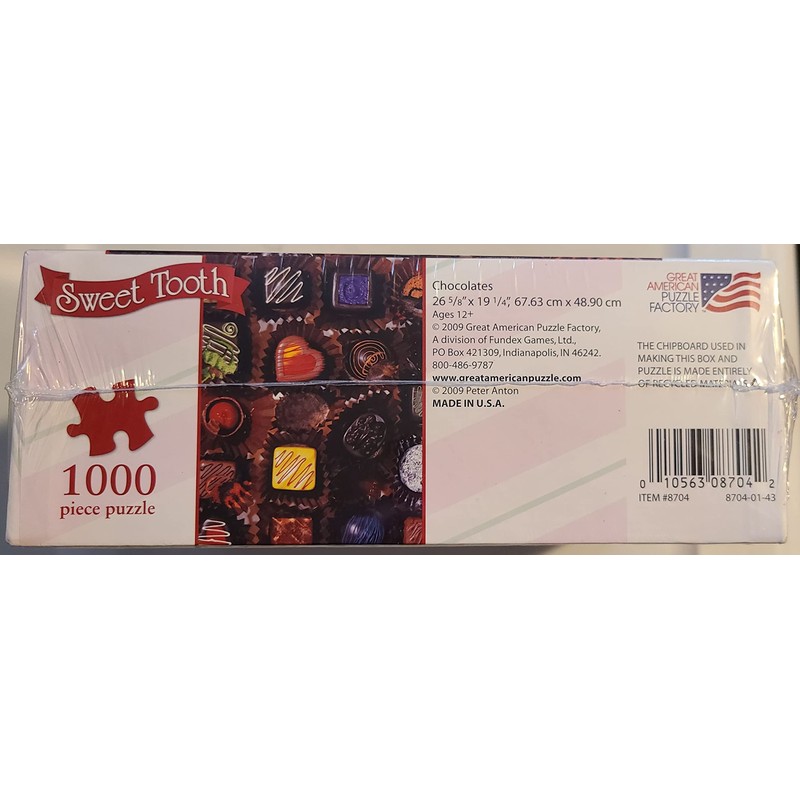 Sweet Tooth
1000
piece puzzle
Chocolates
26 5/8" x 19 1/4", 67.63 cm x 48.90 cm
Ages 12+
© 2009 Great American Puzzle Factory,
A division of Fundex Games, Ltd.,
PO Box 421309, Indianapolis, IN 46242.
800-486-9787
www.greatamericanpuzzle.com
© 2009 Peter Anton
MADE IN U.S.A.
GREAT
AMERICAN
PUZZLE
FACTORY
THE CHIPBOARD USED IN
MAKING THIS BOX AND
PUZZLE IS MADE ENTIRELY
OF RECYCLED MATERIALS
0 10563 08704 2
ITEM #8704 8704-01-43